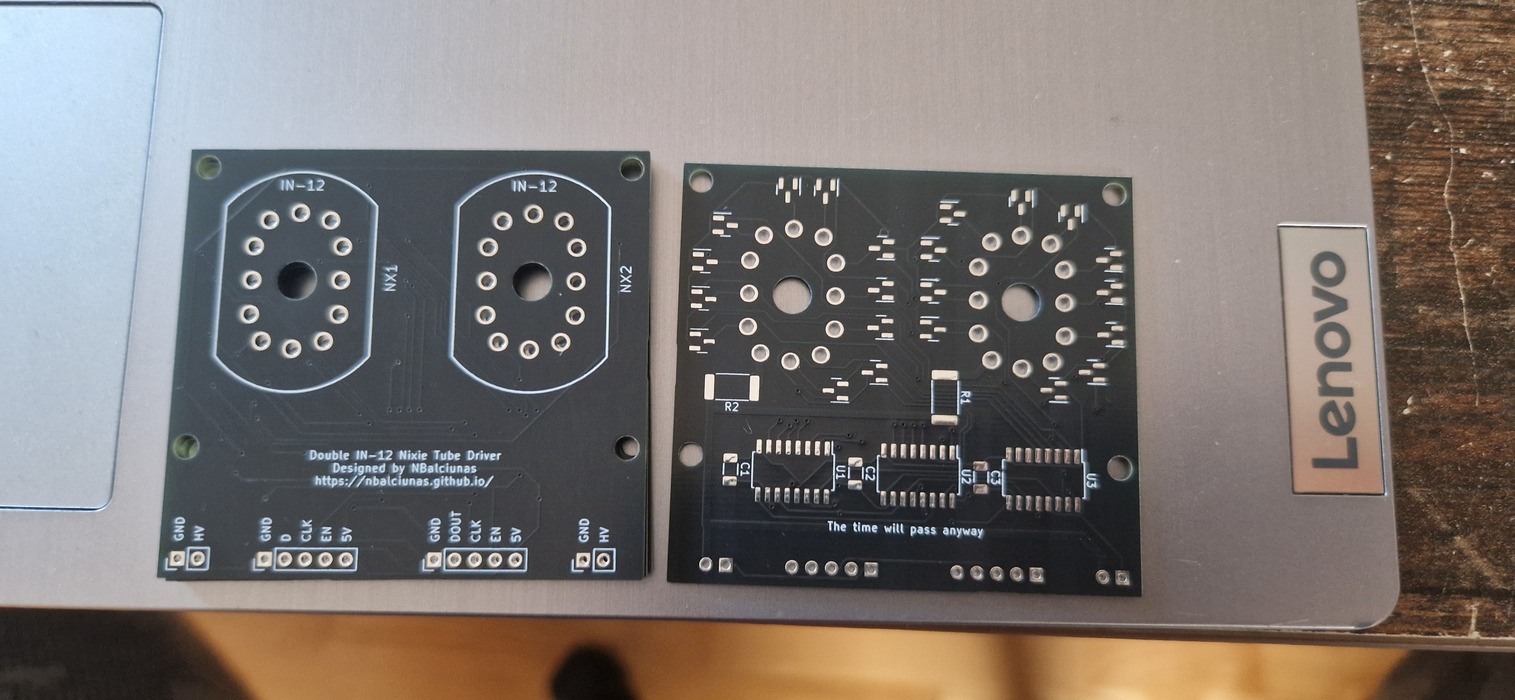 IN-12
IN-12
NX1
NX2
Double IN-12 Nixie Tube Driver
Designed by NBalciunas
https://nbalciunas.github.io/
GND
HV
GND
D
CLK
EN
5V
GND
DOUT
CLK
EN
5V
GND
HV
R2
R1
C1
U1
C2
U2
C3
U3
The time will pass anyway
Lenovo